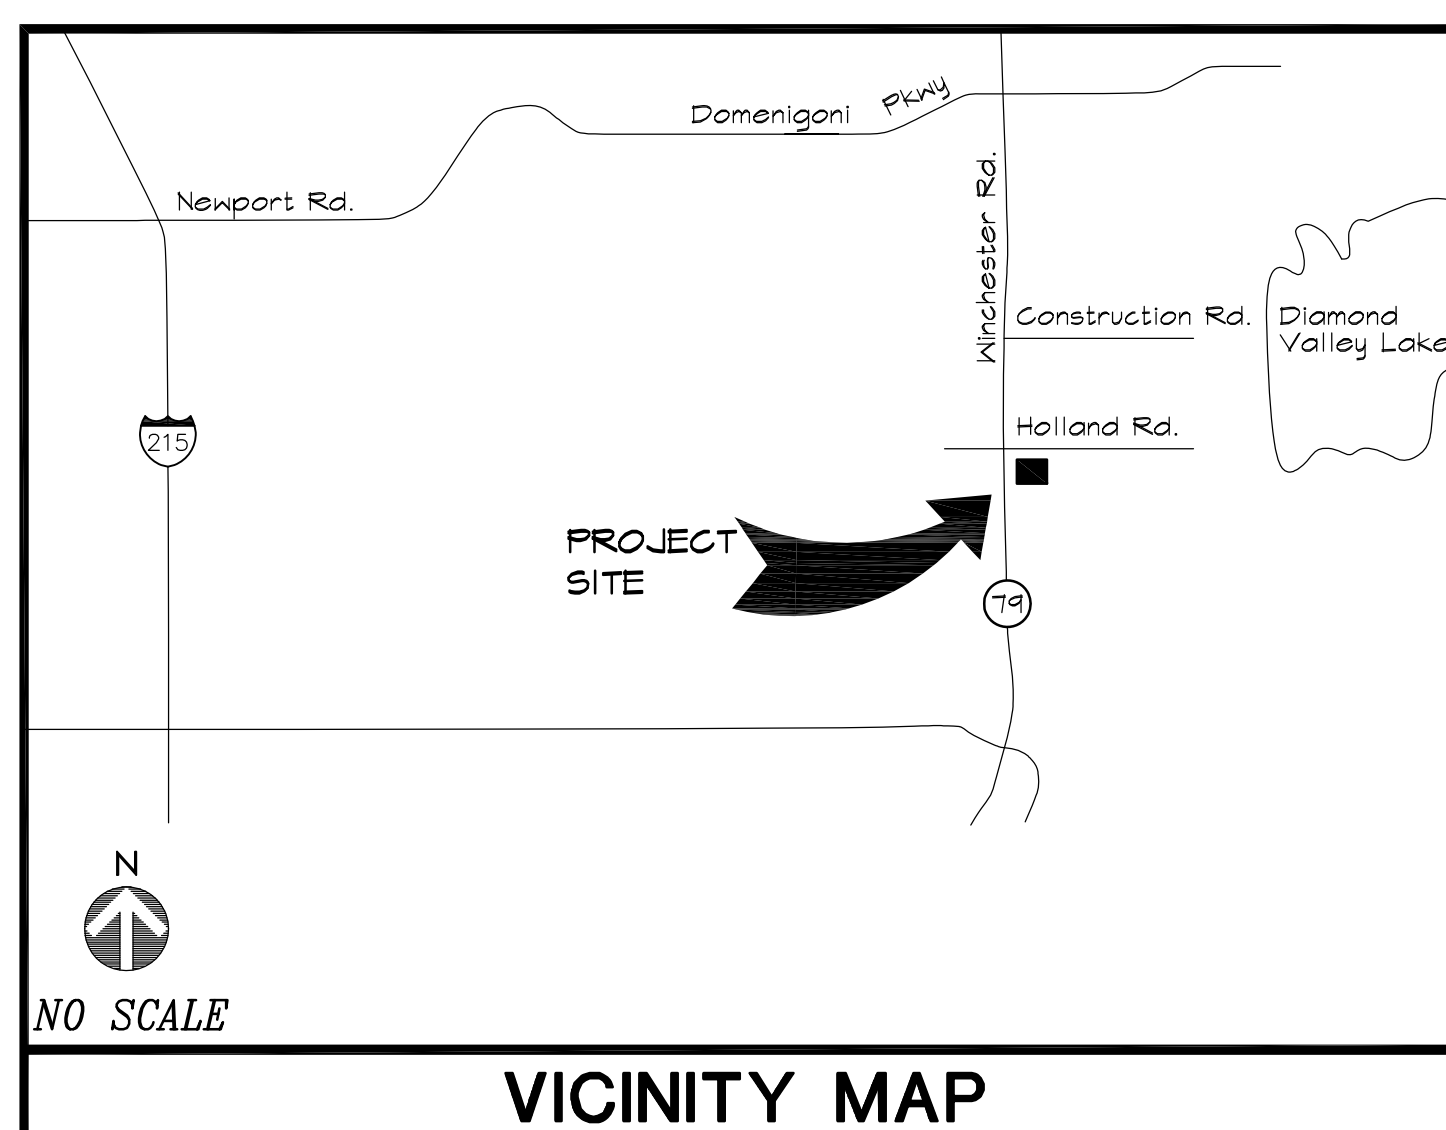 Domenigoni Pkwy
Newport Rd.
Winchester Rd.
Construction Rd.
Diamond
Valley Lake
215
Holland Rd.
PROJECT
SITE
79
N
NO SCALE
VICINITY MAP